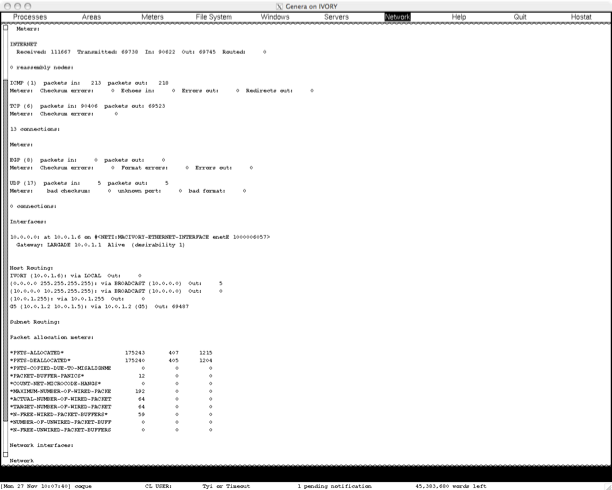 Genera on IVORY
Processes Areas Meters File System Windows Servers Network Help Quit Hostat
Meters:
INTERNET
Received: 111887 Transmitted: 69738 In: 80622 Out: 69745 Routed: 0
0 reassembly nodes:
ICMP (1) packets in: 213 packets out: 218
Meters: Checksum errors: 0 Echoes in: 0 Errors out: 0 Redirects out: 0
TCP (6) packets in: 80406 packets out: 69523
Meters: Checksum errors: 0
13 connections:
Meters:
EGP (8) packets in: 0 packets out: 0
Meters: Checksum errors: 0 Format errors: 0 Errors out: 0
UDP (17) packets in: 5 packets out: 5
Meters: bad checksum: 0 unknown port: 0 bad format: 0
0 connections:
Interfaces:
10.0.0.0: at 10.0.1.6 on #<NETI:MACIVORY-ETHERNET-INTERFACE enetE 1000006057>
Gateway: LARGADE 10.0.1.1 Alive (desirability 1)
Host Routing:
IVORY (10.0.1.6): via LOCAL Out: 0
(0.0.0.0 255.255.255.255): via BROADCAST (10.0.0.0) Out: 5
(10.0.0.0 10.255.255.255): via BROADCAST (10.0.0.0) Out: 0
(10.0.1.255): via 10.0.1.255 Out: 0
G5 (10.0.1.2 10.0.1.5): via 10.0.1.2 (G5) Out: 69487
Subnet Routing:
Packet allocation meters:
*PKTS-ALLOCATED* 175243 407 1215
*PKTS-DEALLOCATED* 175240 405 1204
*PKTS-COPIED-DUE-TO-MISALIGNME 0 0 0
*PACKET-BUFFER-PANICS* 12 0 0
*COUNT-NET-MICROCODE-HANGS* 0 0 0
*MAXIMUM-NUMBER-OF-WIRED-PACKE 192 0 0
*ACTUAL-NUMBER-OF-WIRED-PACKET 64 0 0
*TARGET-NUMBER-OF-WIRED-PACKET 64 0 0
*N-FREE-WIRED-PACKET-BUFFERS* 59 0 0
*NUMBER-OF-UNWIRED-PACKET-BUFF 0 0 0
*N-FREE-UNWIRED-PACKET-BUFFERS 0 0 0
Network interfaces:
Network
[Mon 27 Nov 10:07:40] coque CL USER: Tyi or Timeout 1 pending notification 45,383,680 words left